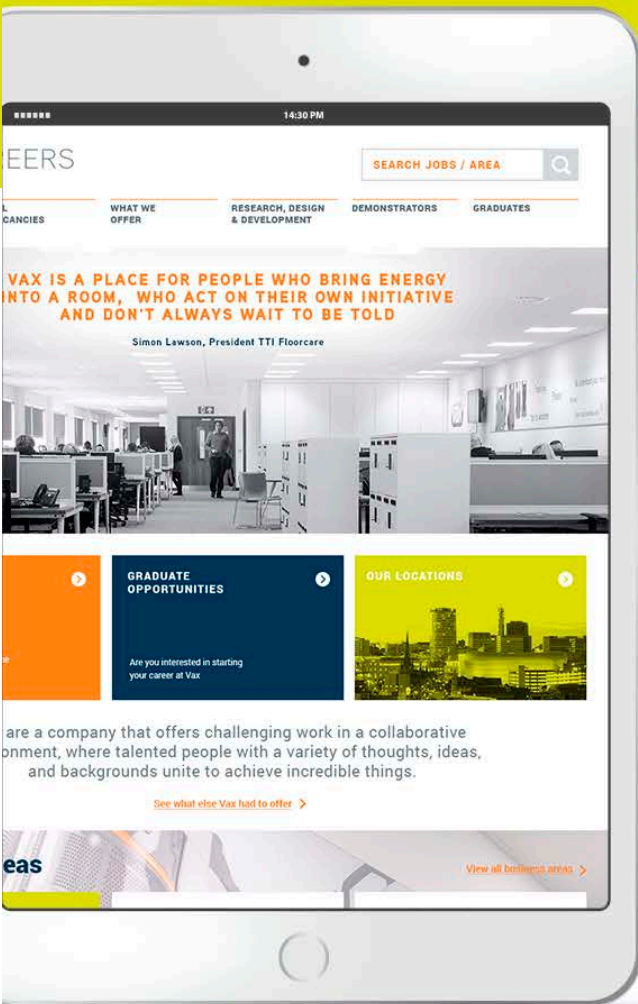 14:30 PM
EERS
SEARCH JOBS / AREA
L
CANCIES
WHAT WE
OFFER
RESEARCH, DESIGN
& DEVELOPMENT
DEMONSTRATORS
GRADUATES
VAX IS A PLACE FOR PEOPLE WHO BRING ENERGY
INTO A ROOM, WHO ACT ON THEIR OWN INITIATIVE
AND DON'T ALWAYS WAIT TO BE TOLD
Simon Lawson, President TTI Floorcare
GRADUATE
OPPORTUNITIES
Are you interested in starting
your career at Vax
OUR LOCATIONS
are a company that offers challenging work in a collaborative
onment, where talented people with a variety of thoughts, ideas,
and backgrounds unite to achieve incredible things.
See what else Vax had to offer
eas
View all business areas